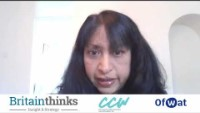 Britainthinks
Insight & Strategy
CCW
Ofwat